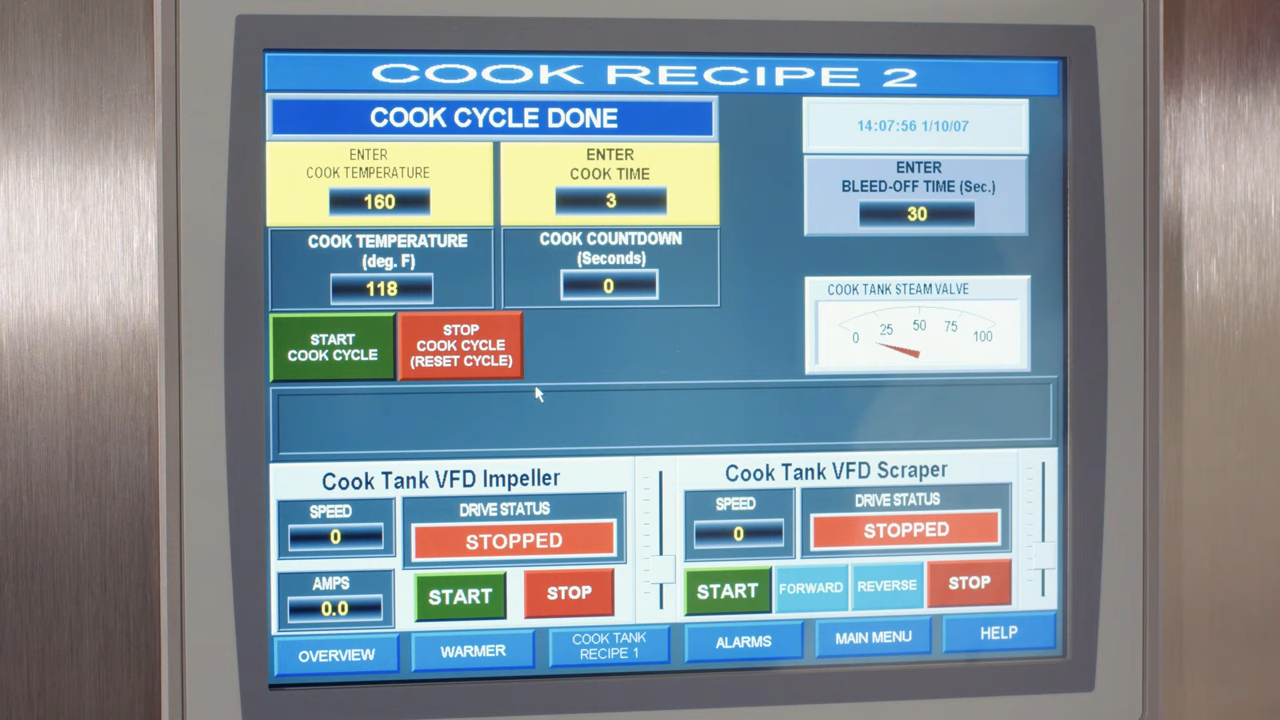 COOK RECIPE 2
COOK CYCLE DONE
14:07:56 1/10/07
ENTER
COOK TEMPERATURE
160
ENTER
COOK TIME
3
ENTER
BLEED-OFF TIME (Sec.)
30
COOK TEMPERATURE
(deg. F)
118
COOK COUNTDOWN
(Seconds)
0
COOK TANK STEAM VALVE
0 25 50 75 100
START
COOK CYCLE
STOP
COOK CYCLE
(RESET CYCLE)
Cook Tank VFD Impeller
SPEED
0
DRIVE STATUS
STOPPED
AMPS
0.0
START
STOP
Cook Tank VFD Scraper
SPEED
0
DRIVE STATUS
STOPPED
START
FORWARD
REVERSE
STOP
OVERVIEW
WARMER
COOK TANK
RECIPE 1
ALARMS
MAIN MENU
HELP